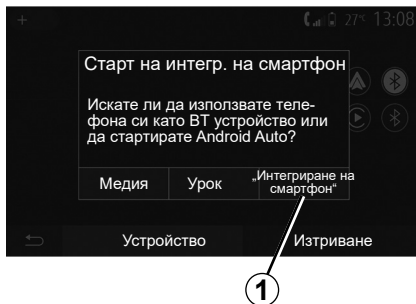 27°C 13:08
Старт на интегр. на смартфон
Искате ли да използвате теле-
фона си като BT устройство или
да стартирате Android Auto?
Медия Урок „Интегриране на
смартфон“
Устройство Изтриване
1